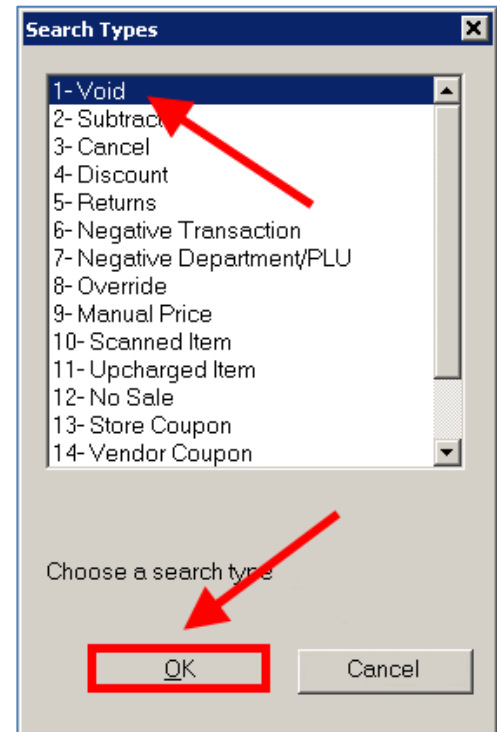 Search Types
1- Void
2- Subtract
3- Cancel
4- Discount
5- Returns
6- Negative Transaction
7- Negative Department/PLU
8- Override
9- Manual Price
10- Scanned Item
11- Upcharged Item
12- No Sale
13- Store Coupon
14- Vendor Coupon
Choose a search type
OK
Cancel